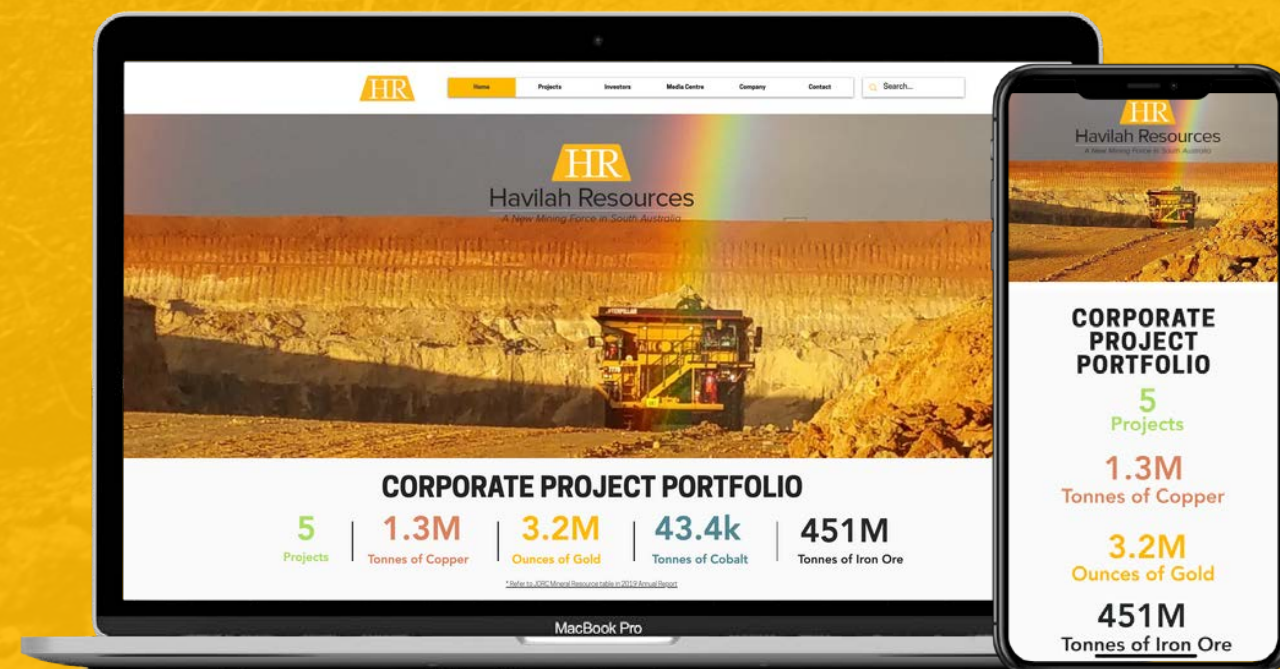 HR
Home Projects Investors Media Centre Company Contact
Search...
HR
Havilah Resources
A New Mining Force in South Australia
CATERPILLAR
CORPORATE PROJECT PORTFOLIO
5
Projects
1.3M
Tonnes of Copper
3.2M
Ounces of Gold
43.4k
Tonnes of Cobalt
451M
Tonnes of Iron Ore
* Refer to JORC Mineral Resource table in 2019 Annual Report
MacBook Pro
HR
Havilah Resources
A New Mining Force in South Australia
CORPORATE
PROJECT
PORTFOLIO
5
Projects
1.3M
Tonnes of Copper
3.2M
Ounces of Gold
451M
Tonnes of Iron Ore